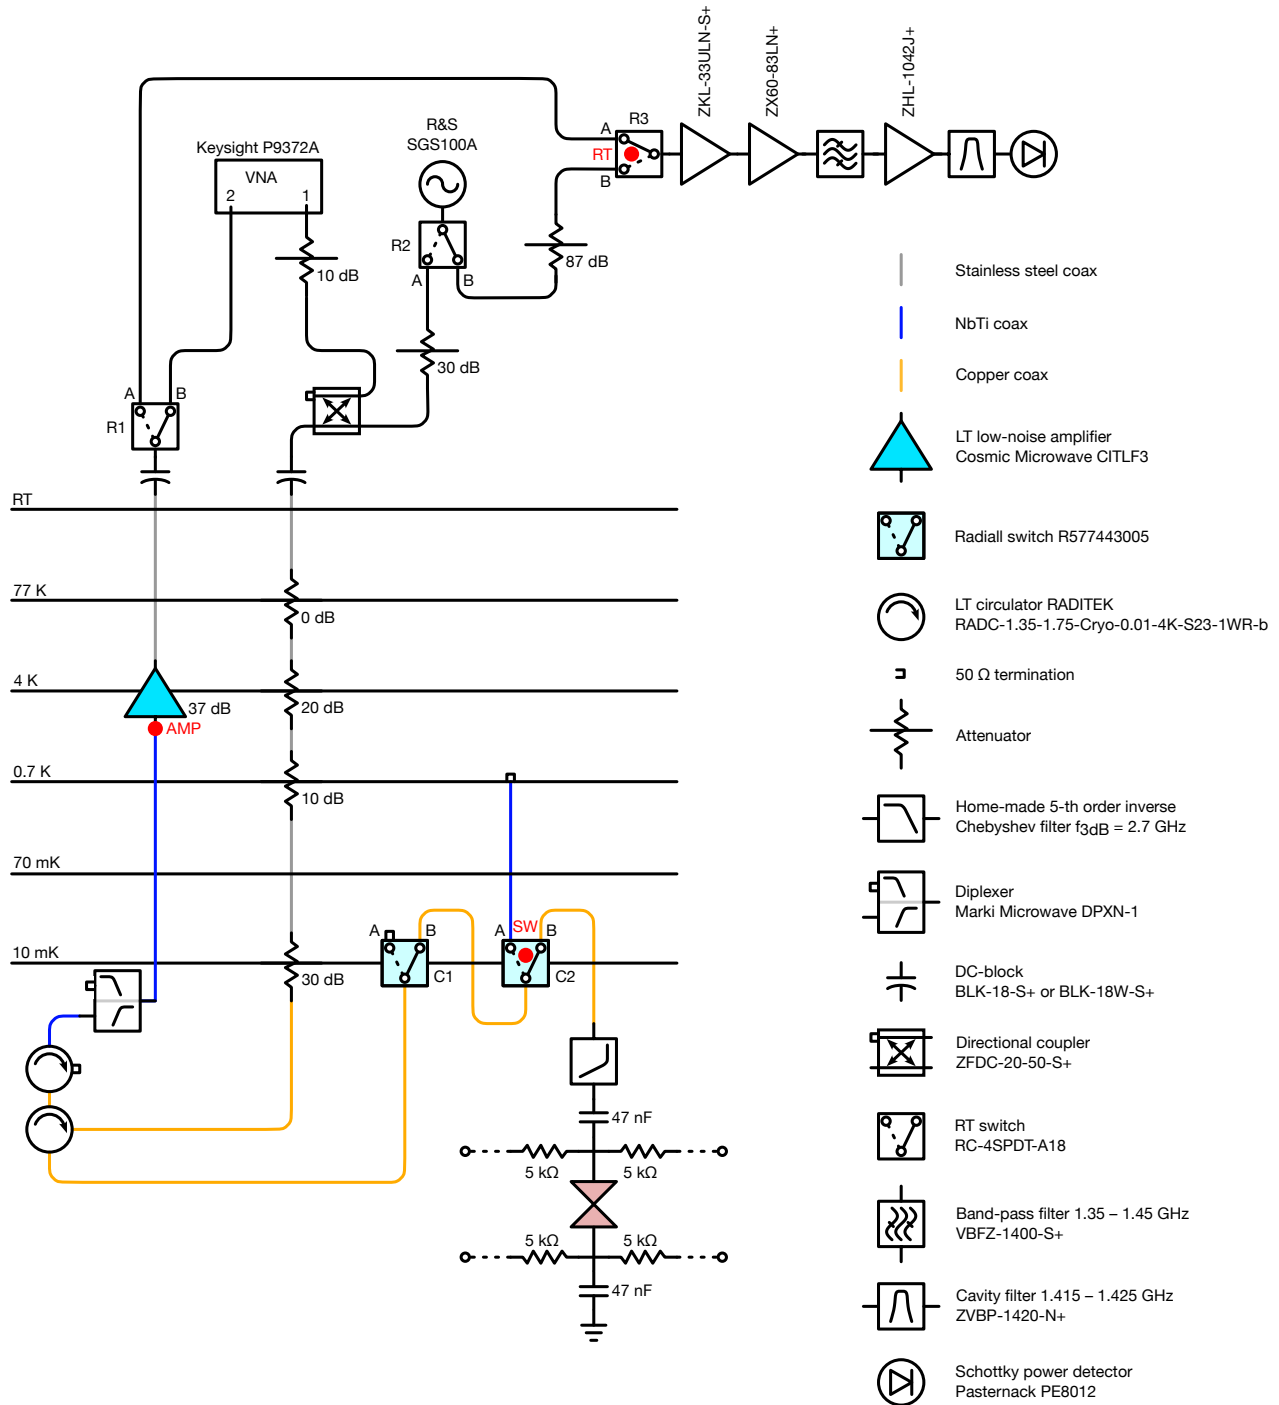 ZKL-33ULN-S+
ZX60-83LN+
ZHL-1042J+
R&S
SGS100A
Keysight P9372A
VNA
2
1
A
R3
RT
B
R2
10 dB
87 dB
A
B
30 dB
A
B
R1
RT
77 K
0 dB
4 K
37 dB
20 dB
AMP
0.7 K
10 dB
70 mK
A
B
A
SW
B
10 mK
30 dB
C1
C2
47 nF
5 kΩ
5 kΩ
5 kΩ
5 kΩ
47 nF
Stainless steel coax
NbTi coax
Copper coax
LT low-noise amplifier
Cosmic Microwave CITLF3
Radiall switch R577443005
LT circulator RADITEK
RADC-1.35-1.75-Cryo-0.01-4K-S23-1WR-b
50 Ω termination
Attenuator
Home-made 5-th order inverse
Chebyshev filter f3dB = 2.7 GHz
Diplexer
Marki Microwave DPXN-1
DC-block
BLK-18-S+ or BLK-18W-S+
Directional coupler
ZFDC-20-50-S+
RT switch
RC-4SPDT-A18
Band-pass filter 1.35 – 1.45 GHz
VBFZ-1400-S+
Cavity filter 1.415 – 1.425 GHz
ZVBP-1420-N+
Schottky power detector
Pasternack PE8012